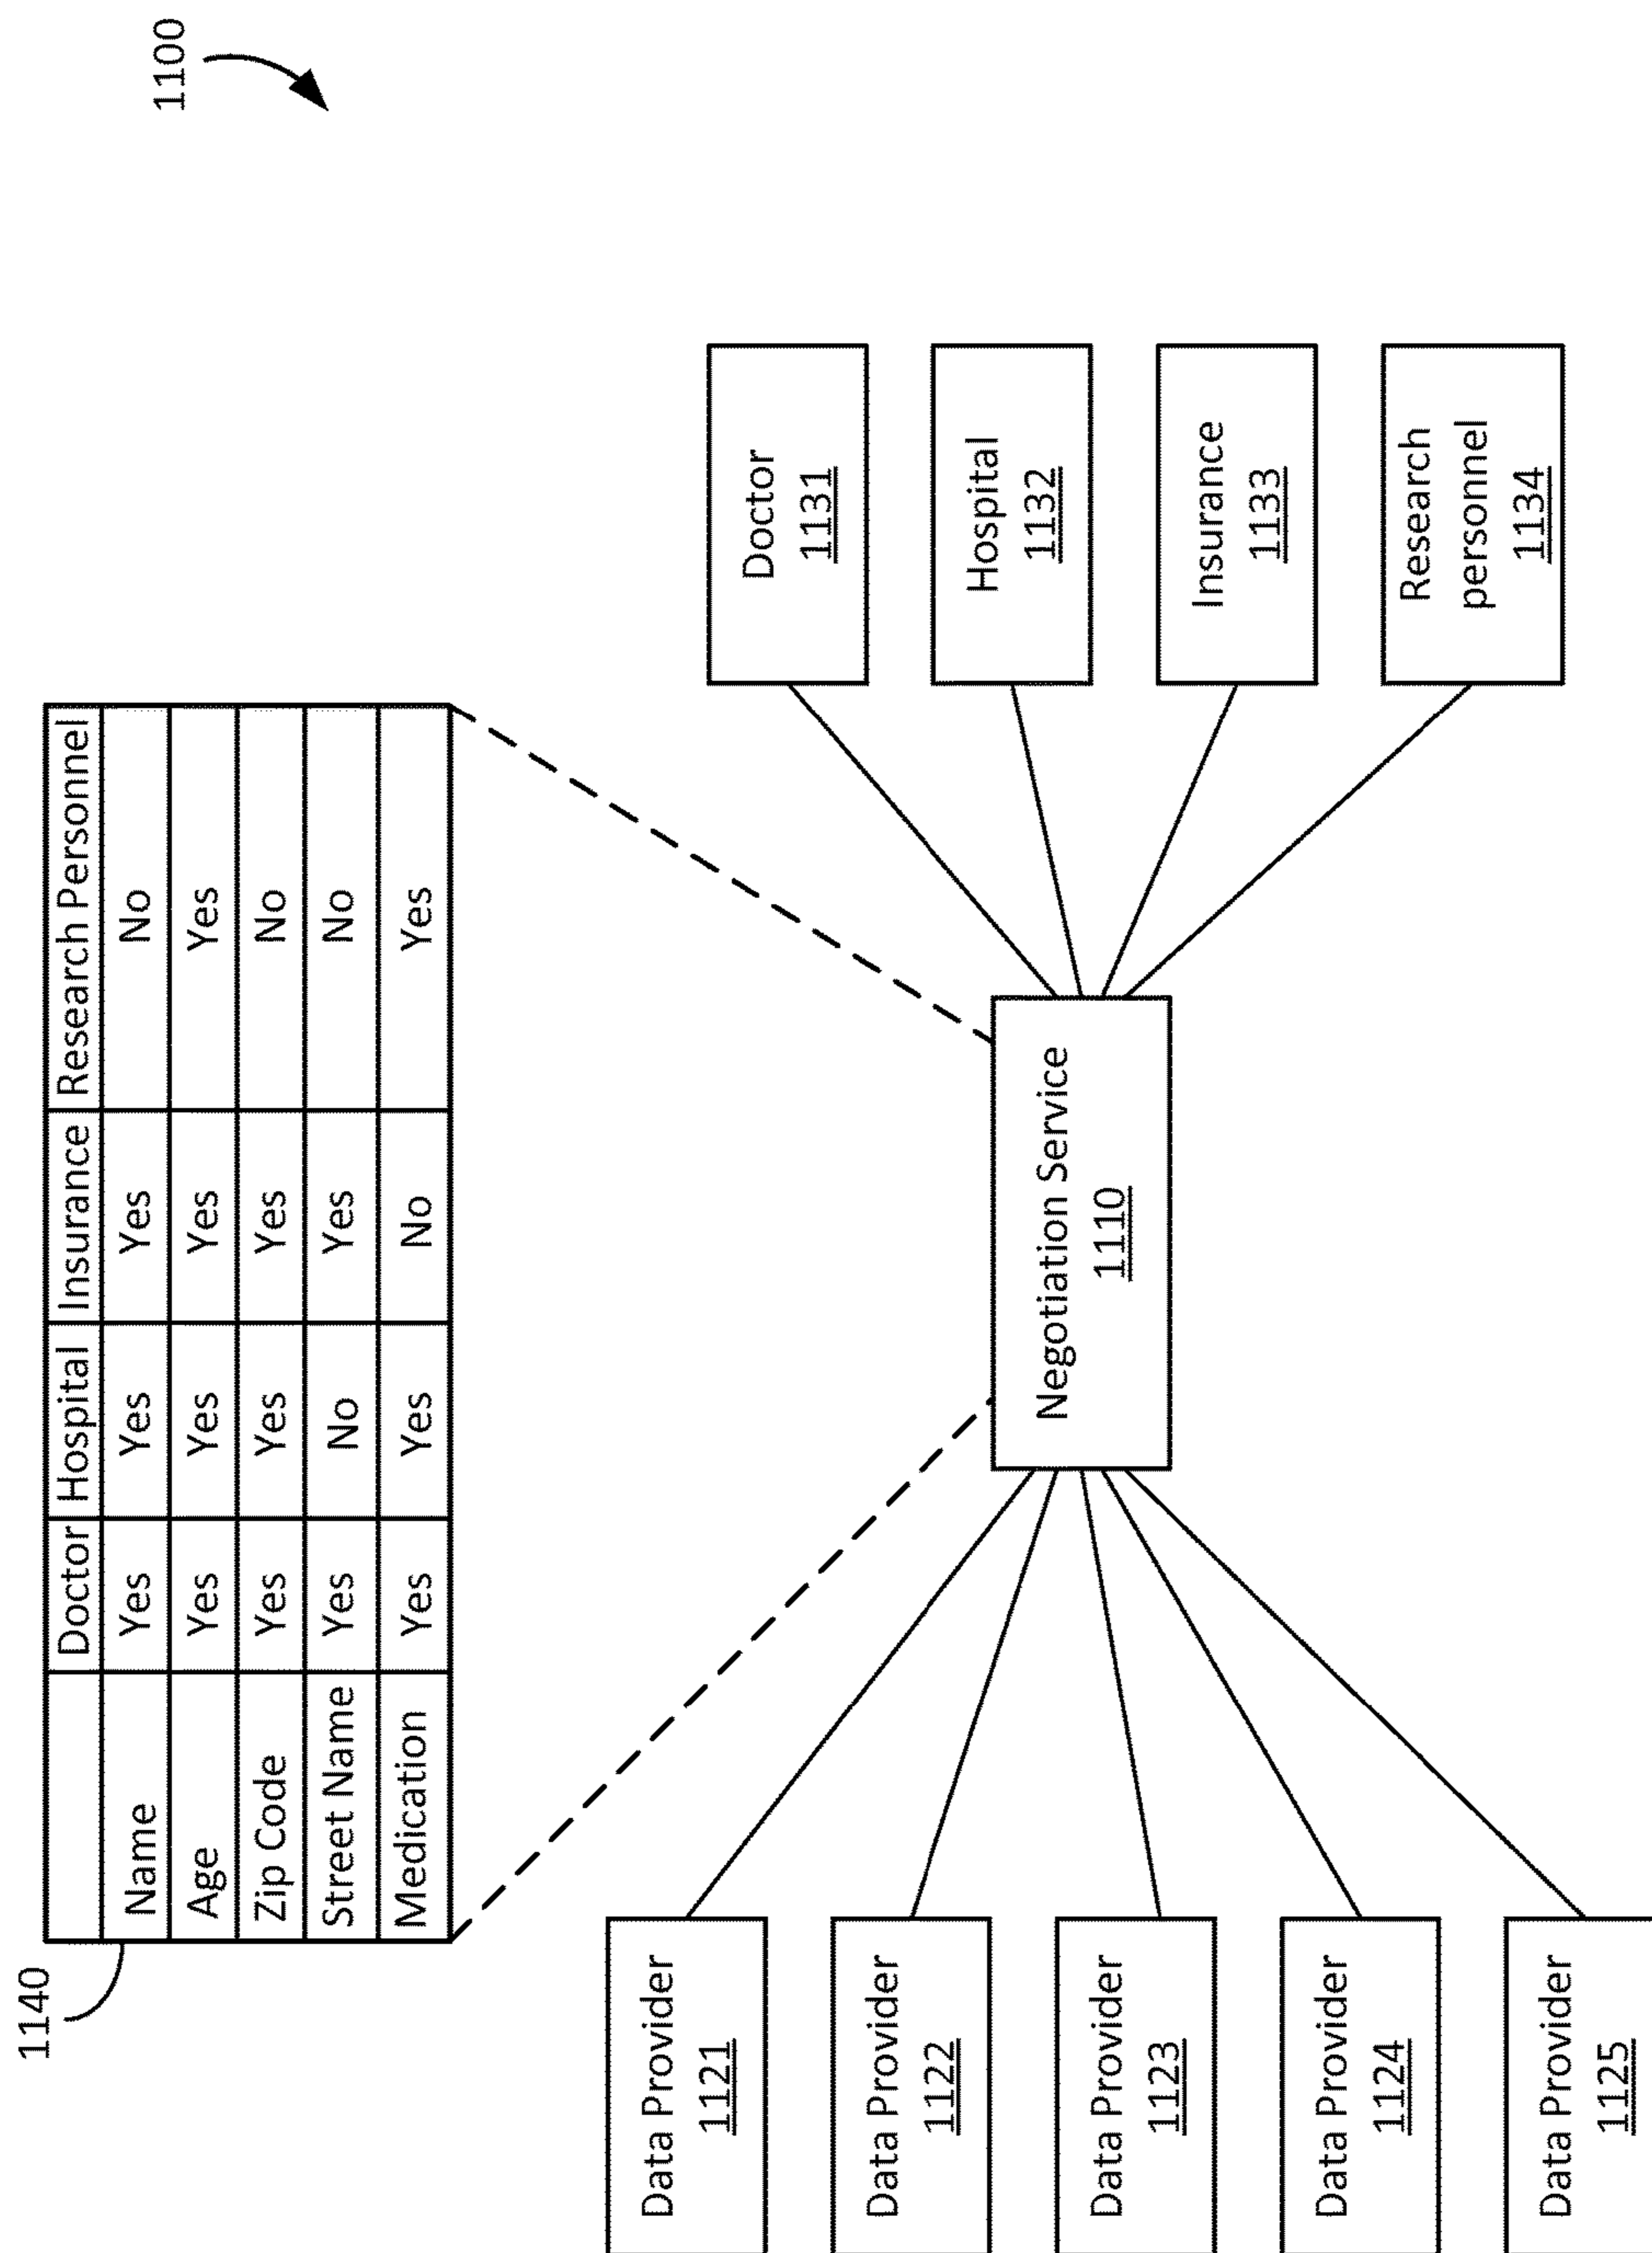 1100
1140
Doctor Hospital Insurance Research Personnel
Name Yes Yes Yes No
Age Yes Yes Yes Yes
Zip Code Yes Yes Yes No
Street Name Yes No Yes No
Medication Yes Yes No Yes
Data Provider
1121
Data Provider
1122
Data Provider
1123
Data Provider
1124
Data Provider
1125
Negotiation Service
1110
Doctor
1131
Hospital
1132
Insurance
1133
Research
personnel
1134